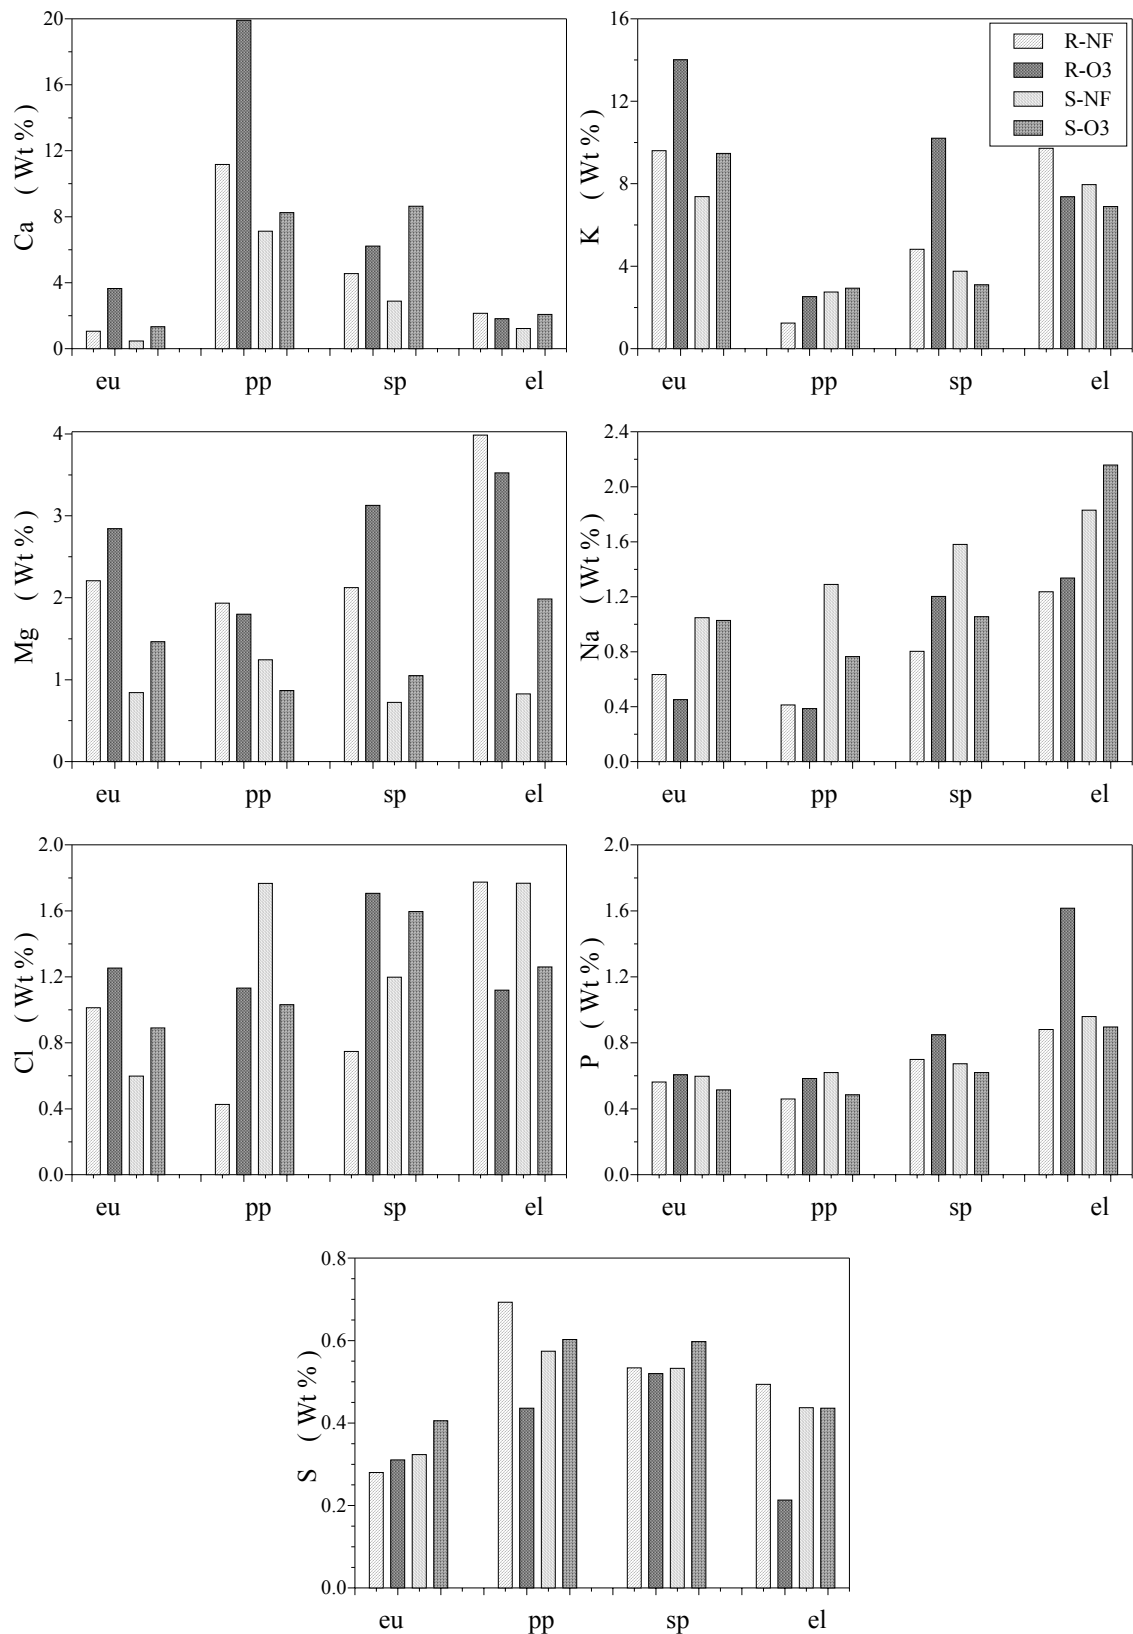 20
16
12
8
4
0
Ca ( Wt % )
eu pp sp el
16
12
8
4
0
K ( Wt % )
R-NF
R-O3
S-NF
S-O3
eu pp sp el
4
3
2
1
0
Mg ( Wt % )
eu pp sp el
2.4
2.0
1.6
1.2
0.8
0.4
0.0
Na ( Wt % )
eu pp sp el
2.0
1.6
1.2
0.8
0.4
0.0
Cl ( Wt % )
eu pp sp el
2.0
1.6
1.2
0.8
0.4
0.0
P ( Wt % )
eu pp sp el
0.8
0.6
0.4
0.2
0.0
S ( Wt % )
eu pp sp el